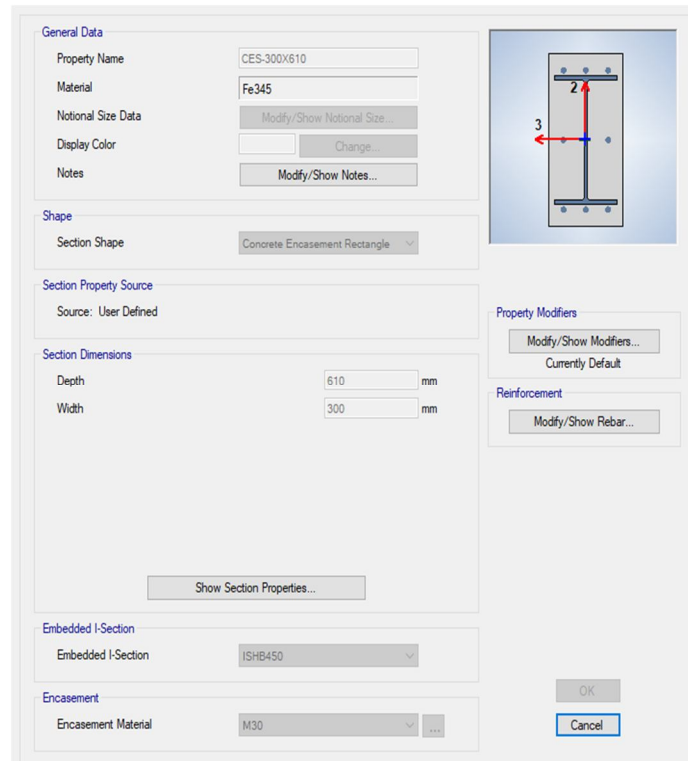 General Data
Property Name CES-300X610
Material Fe345
Notional Size Data Modify/Show Notional Size...
Display Color Change...
Notes Modify/Show Notes...
2
3
Shape
Section Shape Concrete Encasement Rectangle
Section Property Source
Source: User Defined
Property Modifiers
Modify/Show Modifiers...
Currently Default
Section Dimensions
Depth 610 mm
Width 300 mm
Reinforcement
Modify/Show Rebar...
Show Section Properties...
Embedded I-Section
Embedded I-Section ISHB450
Encasement
Encasement Material M30 ...
OK
Cancel